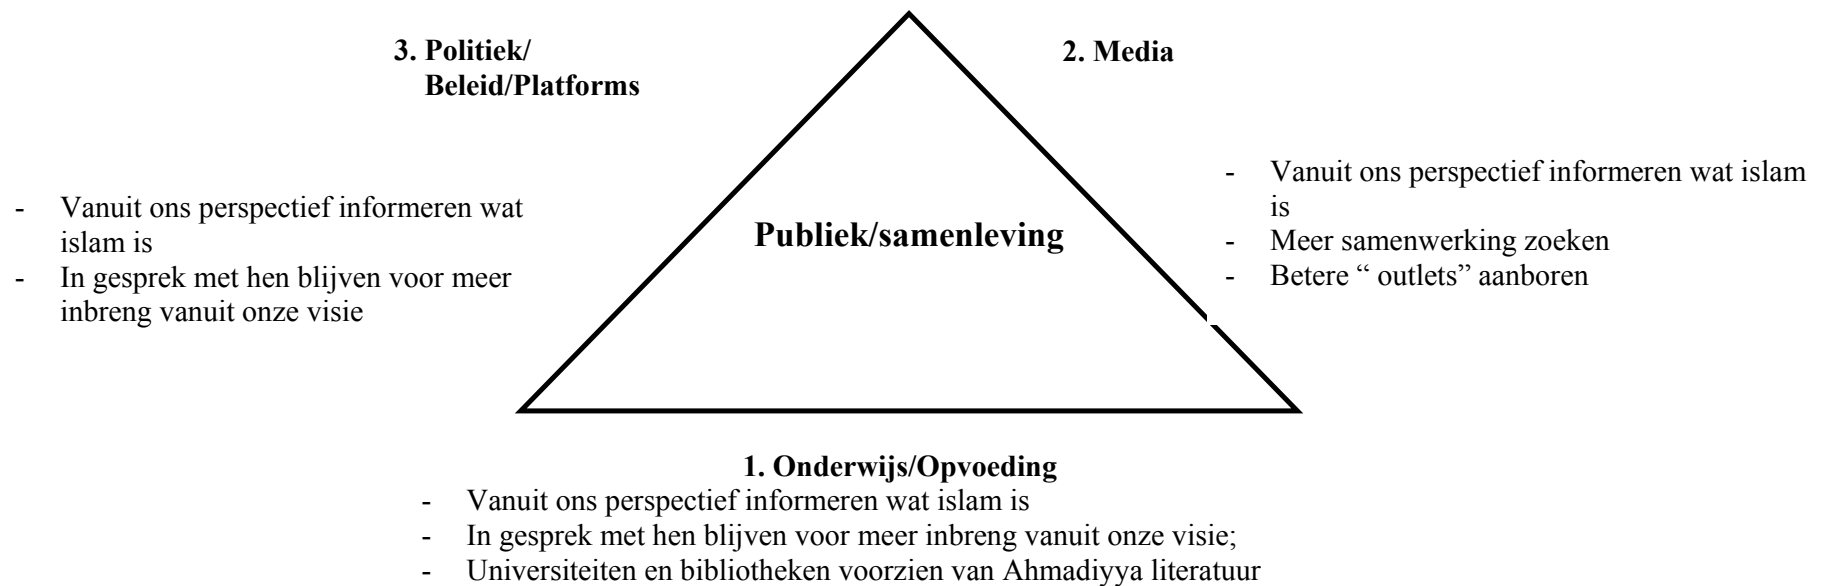 3. Politiek/
Beleid/Platforms
2. Media
- Vanuit ons perspectief informeren wat
islam is
- In gesprek met hen blijven voor meer
inbreng vanuit onze visie
Publiek/samenleving
- Vanuit ons perspectief informeren wat islam
is
- Meer samenwerking zoeken
- Betere “ outlets” aanboren
1. Onderwijs/Opvoeding
- Vanuit ons perspectief informeren wat islam is
- In gesprek met hen blijven voor meer inbreng vanuit onze visie;
- Universiteiten en bibliotheken voorzien van Ahmadiyya literatuur